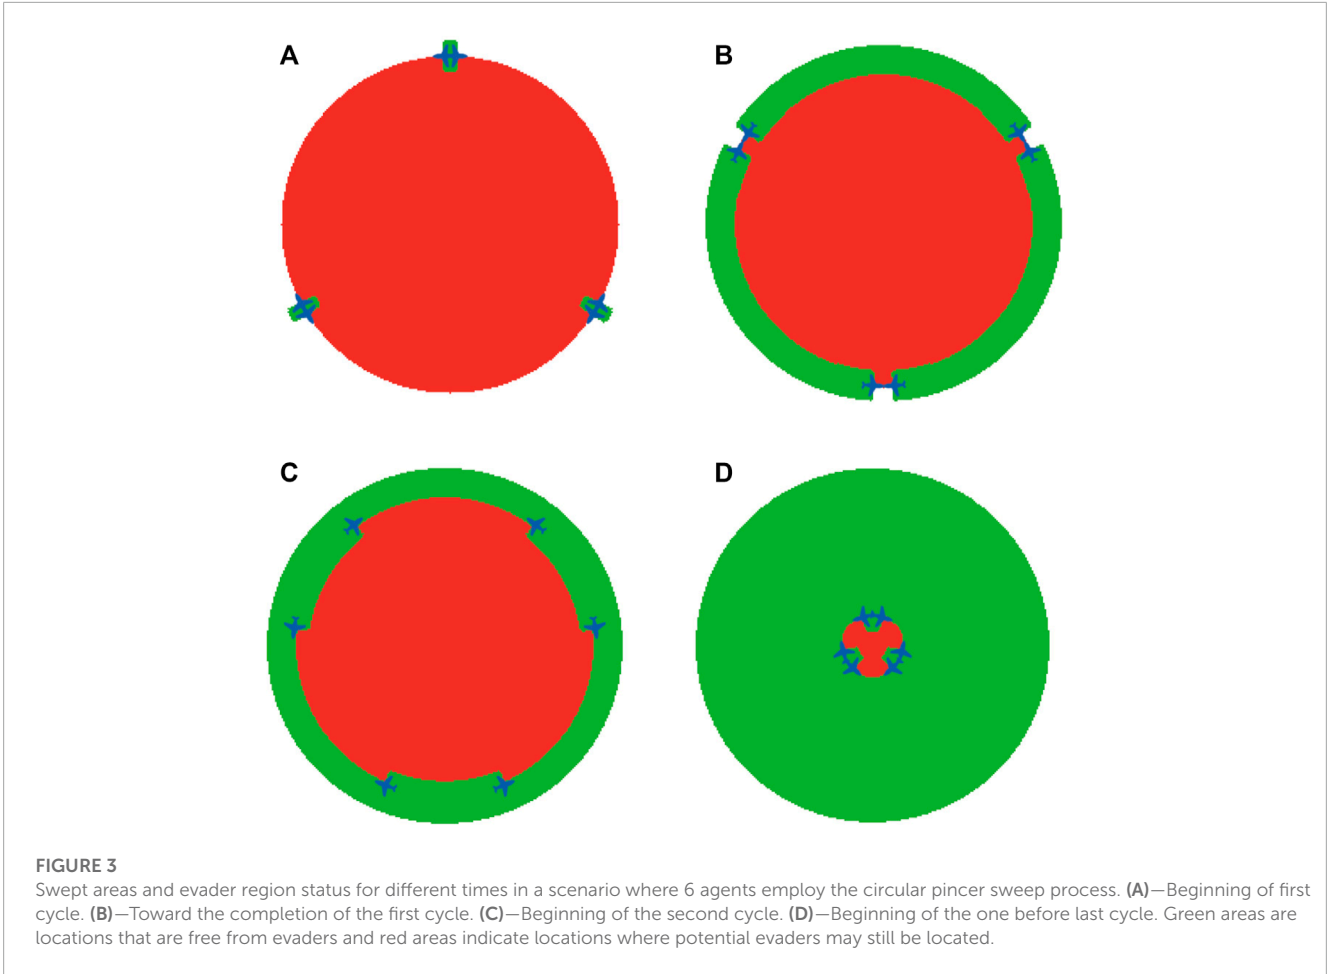 A
B
C
D
FIGURE 3
Swept areas and evader region status for different times in a scenario where 6 agents employ the circular pincer sweep process. (A)—Beginning of first
cycle. (B)—Toward the completion of the first cycle. (C)—Beginning of the second cycle. (D)—Beginning of the one before last cycle. Green areas are
locations that are free from evaders and red areas indicate locations where potential evaders may still be located.